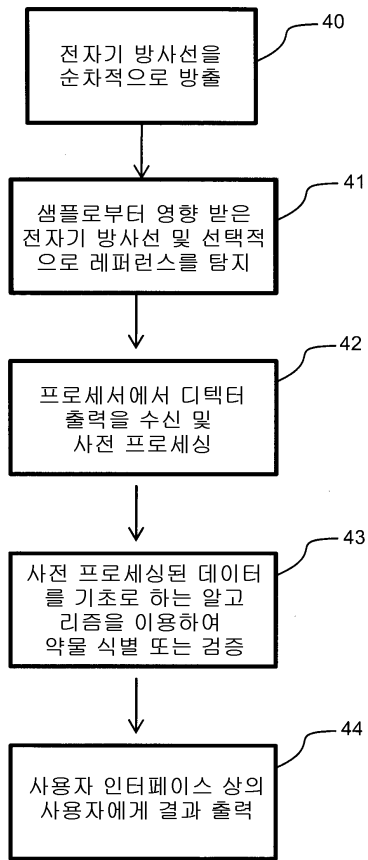 전자기 방사선을
순차적으로 방출
40
샘플로부터 영향 받은
전자기 방사선 및 선택적
으로 레퍼런스를 탐지
41
프로세서에서 디텍터
출력을 수신 및
사전 프로세싱
42
사전 프로세싱된 데이터
를 기초로 하는 알고
리즘을 이용하여
약물 식별 또는 검증
43
사용자 인터페이스 상의
사용자에게 결과 출력
44